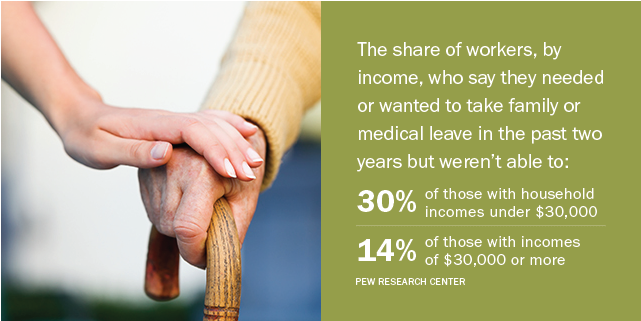 The share of workers, by
income, who say they needed
or wanted to take family or
medical leave in the past two
years but weren’t able to:
30% of those with household
incomes under $30,000
14% of those with incomes
of $30,000 or more
PEW RESEARCH CENTER